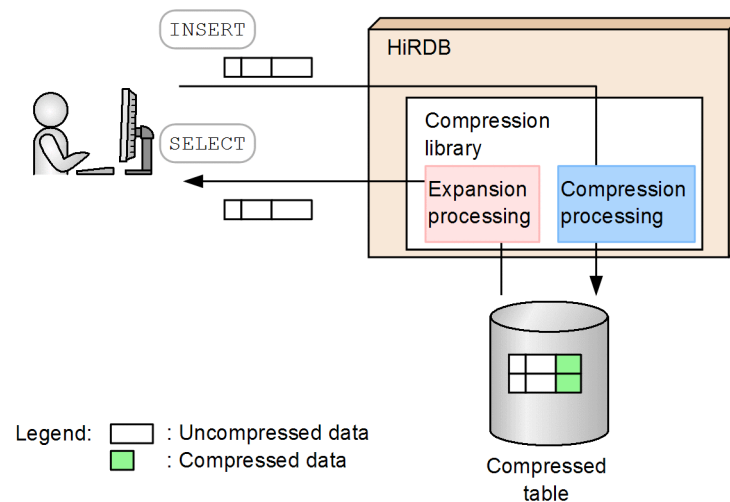 INSERT
HiRDB
SELECT
Compression
library
Expansion
processing
Compression
processing
Legend:
: Uncompressed data
: Compressed data
Compressed
table